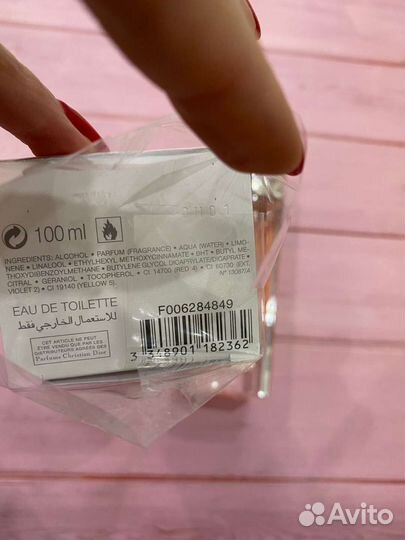 100 ml
INGREDIENTS: ALCOHOL • PARFUM (FRAGRANCE) • AQUA (WATER) • LIMO-
NENE • LINALOOL • ETHYLHEXYL METHOXYCINNAMATE • BHT • BUTYL ME-
THOXYDIBENZOYLMETHANE • BUTYLENE GLYCOL DICAPRYLATE/DICAPRATE •
CITRAL • GERANIOL • TOCOPHEROL • CI 14700 (RED 4) • CI 60730 (EXT.
VIOLET 2) • CI 19140 (YELLOW 5). N° 13087/A
EAU DE TOILETTE
للاستعمال الخارجي فقط
CET ARTICLE NE PEUT
ÊTRE VENDU QUE PAR LES
DISTRIBUTEURS AGRÉÉS DES
Parfums Christian Dior
F006284849
3 348901 182362
Avito